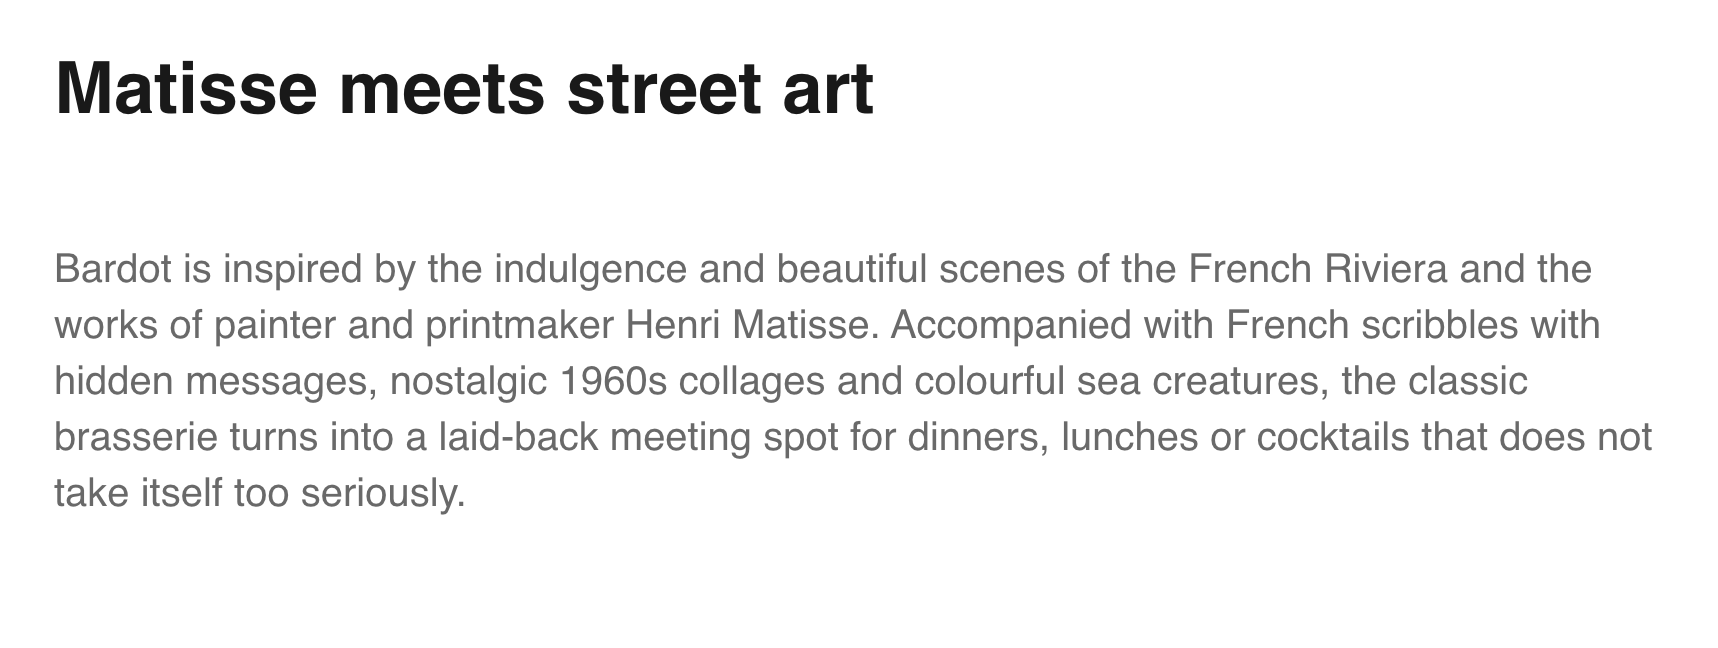 Matisse meets street art
Bardot is inspired by the indulgence and beautiful scenes of the French Riviera and the
works of painter and printmaker Henri Matisse. Accompanied with French scribbles with
hidden messages, nostalgic 1960s collages and colourful sea creatures, the classic
brasserie turns into a laid-back meeting spot for dinners, lunches or cocktails that does not
take itself too seriously.